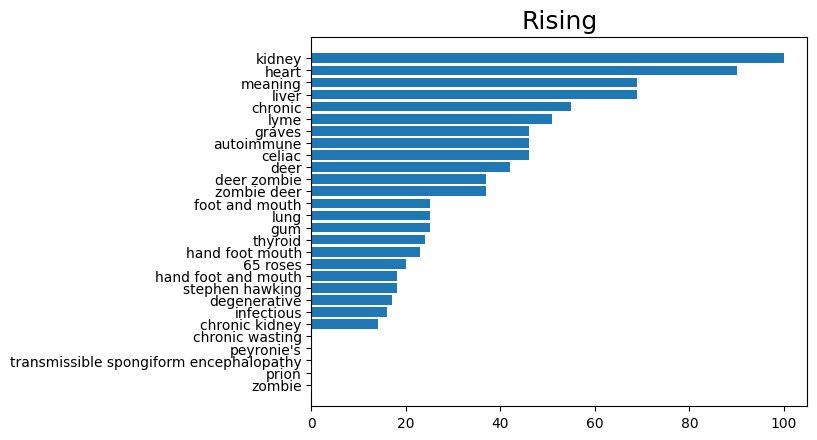 Rising
kidney
heart
meaning
liver
chronic
lyme
graves
autoimmune
celiac
deer
deer zombie
zombie deer
foot and mouth
lung
gum
thyroid
hand foot mouth
65 roses
hand foot and mouth
stephen hawking
degenerative
infectious
chronic kidney
chronic wasting
peyronie's
transmissible spongiform encephalopathy
prion
zombie
0 20 40 60 80 100